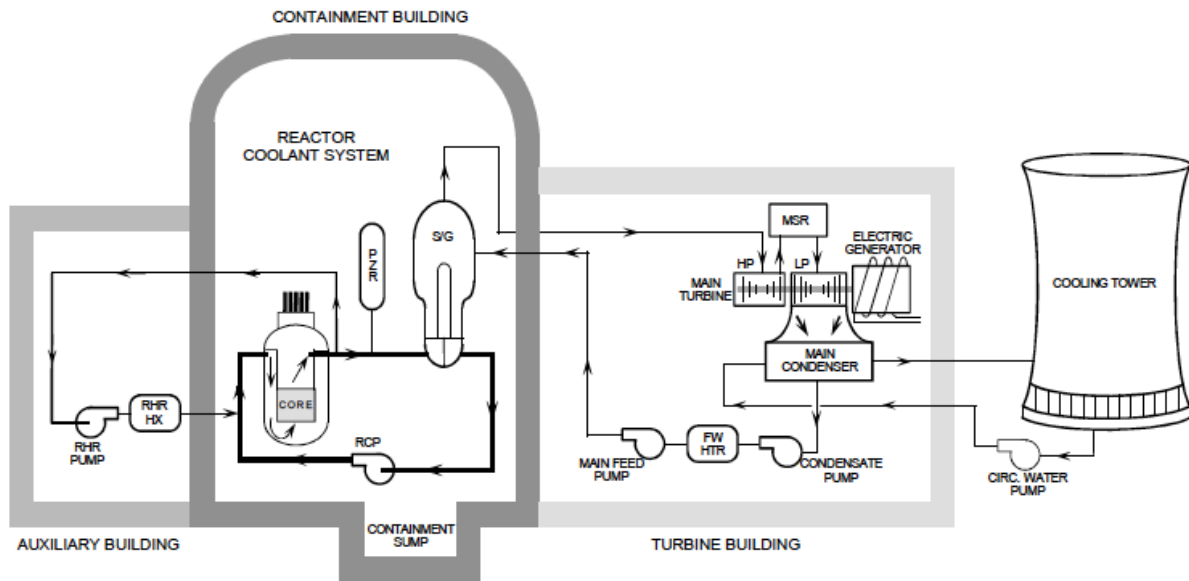 CONTAINMENT BUILDING
REACTOR
COOLANT SYSTEM
PZR
S/G
MSR
ELECTRIC
GENERATOR
HP
LP
MAIN
TURBINE
COOLING TOWER
MAIN
CONDENSER
CORE
RHR
HX
RHR
PUMP
RCP
MAIN FEED
PUMP
FW
HTR
CONDENSATE
PUMP
CIRC. WATER
PUMP
CONTAINMENT
SUMP
AUXILIARY BUILDING
TURBINE BUILDING